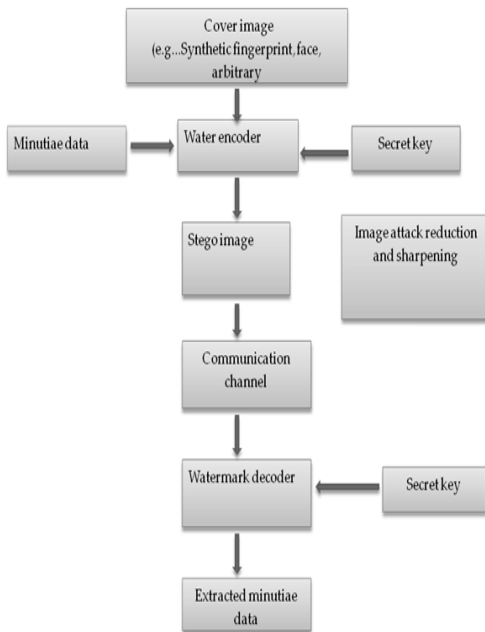 Cover image
(e.g...Synthetic fingerprint, face,
arbitrary
Minutiae data
Water encoder
Secret key
Stego image
Image attack reduction
and sharpening
Communication
channel
Watermark decoder
Secret key
Extracted minutiae
data